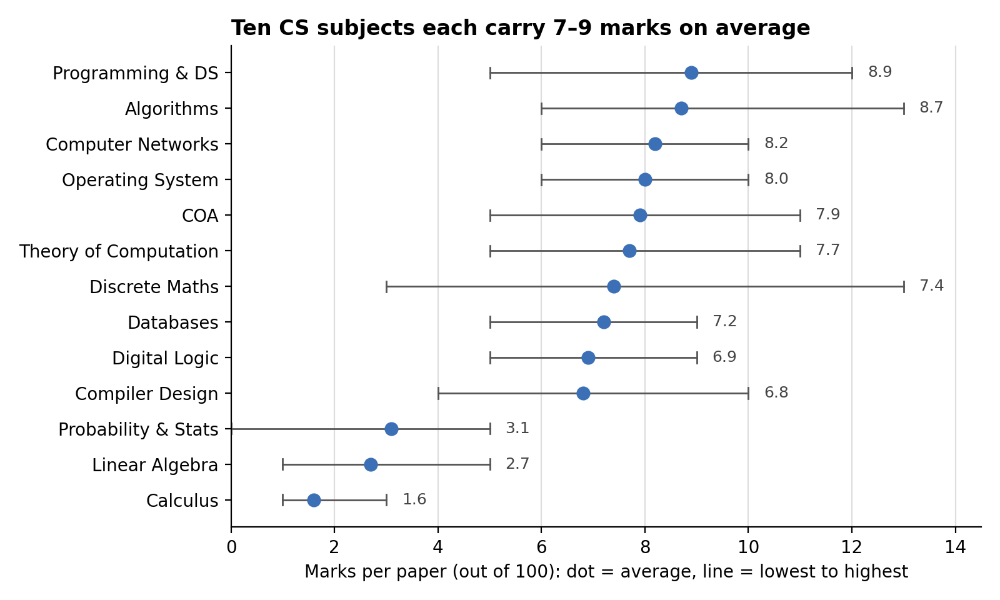 Ten CS subjects each carry 7–9 marks on average
Programming & DS 8.9
Algorithms 8.7
Computer Networks 8.2
Operating System 8.0
COA 7.9
Theory of Computation 7.7
Discrete Maths 7.4
Databases 7.2
Digital Logic 6.9
Compiler Design 6.8
Probability & Stats 3.1
Linear Algebra 2.7
Calculus 1.6
0 2 4 6 8 10 12 14
Marks per paper (out of 100): dot = average, line = lowest to highest